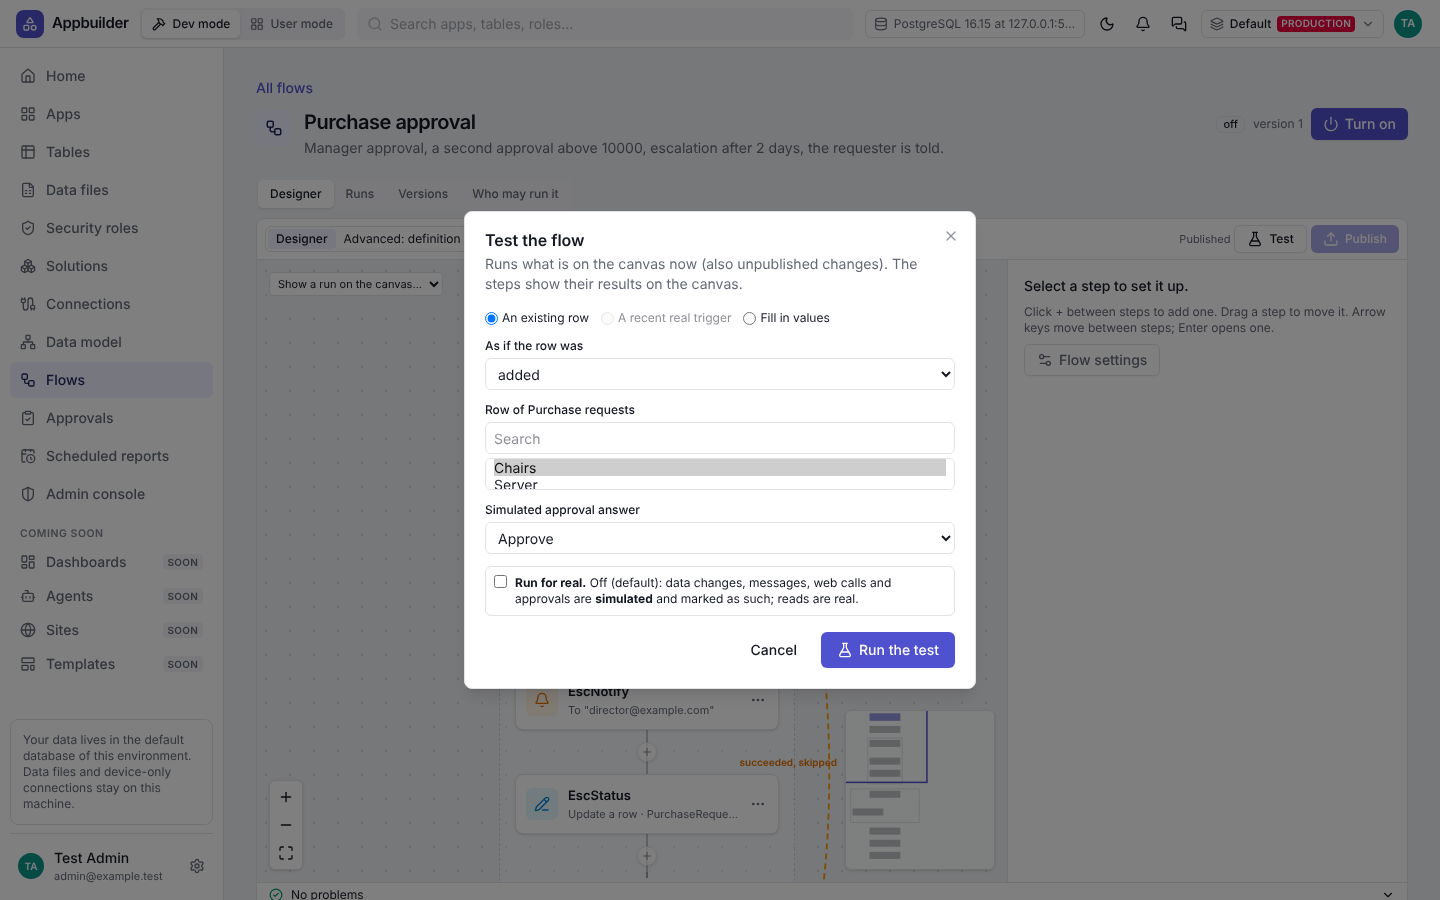 Appbuilder
Dev mode
User mode
Search apps, tables, roles...
PostgreSQL 16.15 at 127.0.0.1:5...
Default
PRODUCTION
TA
Home
Apps
Tables
Data files
Security roles
Solutions
Connections
Data model
Flows
Approvals
Scheduled reports
Admin console
COMING SOON
Dashboards SOON
Agents SOON
Sites SOON
Templates SOON
Your data lives in the default
database of this environment.
Data files and device-only
connections stay on this
machine.
TA
Test Admin
admin@example.test
All flows
Purchase approval
Manager approval, a second approval above 10000, escalation after 2 days, the requester is told.
off
version 1
Turn on
Designer
Runs
Versions
Who may run it
Designer
Advanced: definition
Published
Test
Publish
Show a run on the canvas...
Select a step to set it up.
Click + between steps to add one. Drag a step to move it. Arrow
keys move between steps; Enter opens one.
Flow settings
Test the flow
Runs what is on the canvas now (also unpublished changes). The
steps show their results on the canvas.
An existing row
A recent real trigger
Fill in values
As if the row was
added
Row of Purchase requests
Search
Chairs
Server
Simulated approval answer
Approve
Run for real. Off (default): data changes, messages, web calls and
approvals are simulated and marked as such; reads are real.
Cancel
Run the test
EscNotify
To "director@example.com"
succeeded, skipped
EscStatus
Update a row · PurchaseReque...
No problems